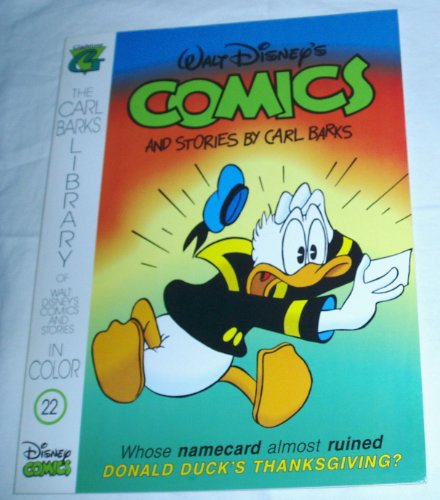 WALT DISNEY'S
COMICS
AND STORIES BY CARL BARKS
THE
CARL
BARKS
LIBRARY
OF
WALT
DISNEY'S
COMICS
AND
STORIES
IN
COLOR
22
DISNEY
COMICS
Whose namecard almost ruined
DONALD DUCK'S THANKSGIVING?